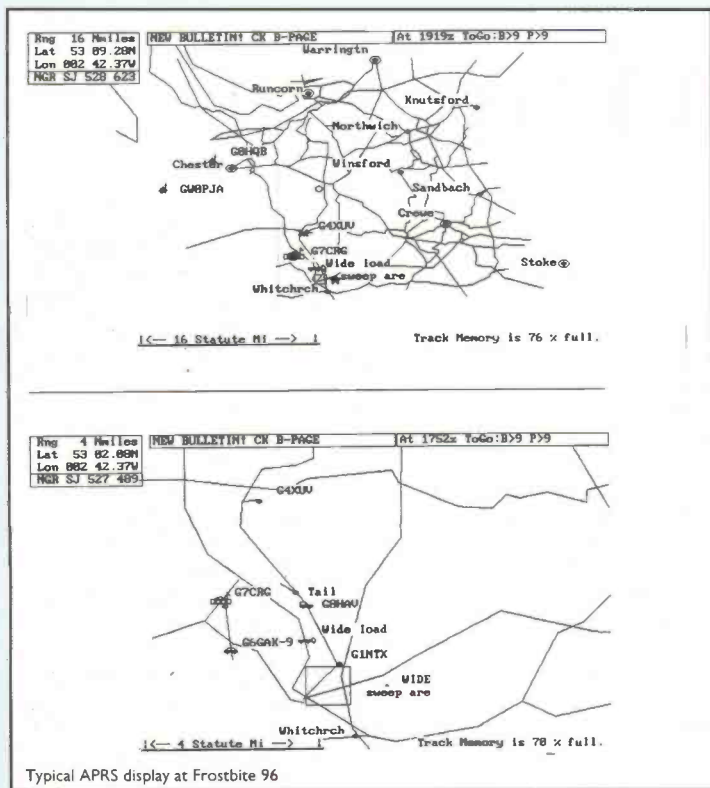 Rng 16 Nmiles
Lat 53 09.28N
Lon 002 42.37W
NGR SJ 528 623
NEW BULLETIN! CK B-PAGE
At 1919z ToGo:B>9 P>9
Warringtn
Runcorn
Knutsford
Northwich
G0HQB
Chester
Winsford
GW0PJA
Sandbach
Crewe
G4XUV
G7CRG
Wide load
Stoke
sweep are
Whitchrch
|<— 16 Statute Mi —> |
Track Memory is 76 % full.
Rng 4 Nmiles
Lat 53 02.08N
Lon 002 42.37W
NGR SJ 527 489
NEW BULLETIN! CK B-PAGE
At 1752z ToGo:B>9 P>9
G4XUV
G7CRG
Tail
G8HAV
G6GAK-9
Wide load
G1MTX
WIDE
sweep are
Whitchrch
|<— 4 Statute Mi —> |
Track Memory is 70 % full.
Typical APRS display at Frostbite 96